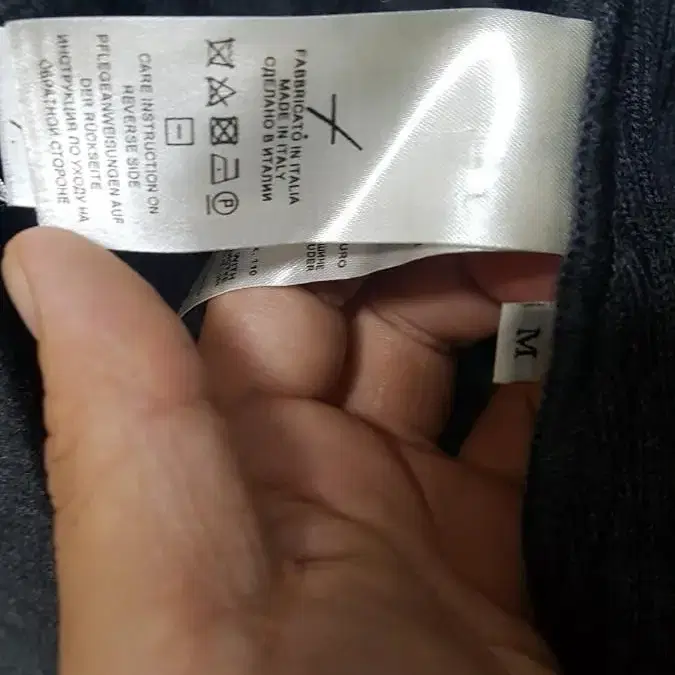 FABBRICATO IN ITALIA
MADE IN ITALY
СДЕЛАНО В ИТАЛИИ
P
CARE INSTRUCTION ON
REVERSE SIDE
PFLEGEANWEISUNGEN AUF
DER RÜCKSEITE
ИНСТРУКЦИЯ ПО УХОДУ НА
ОБРАТНОЙ СТОРОНЕ
M